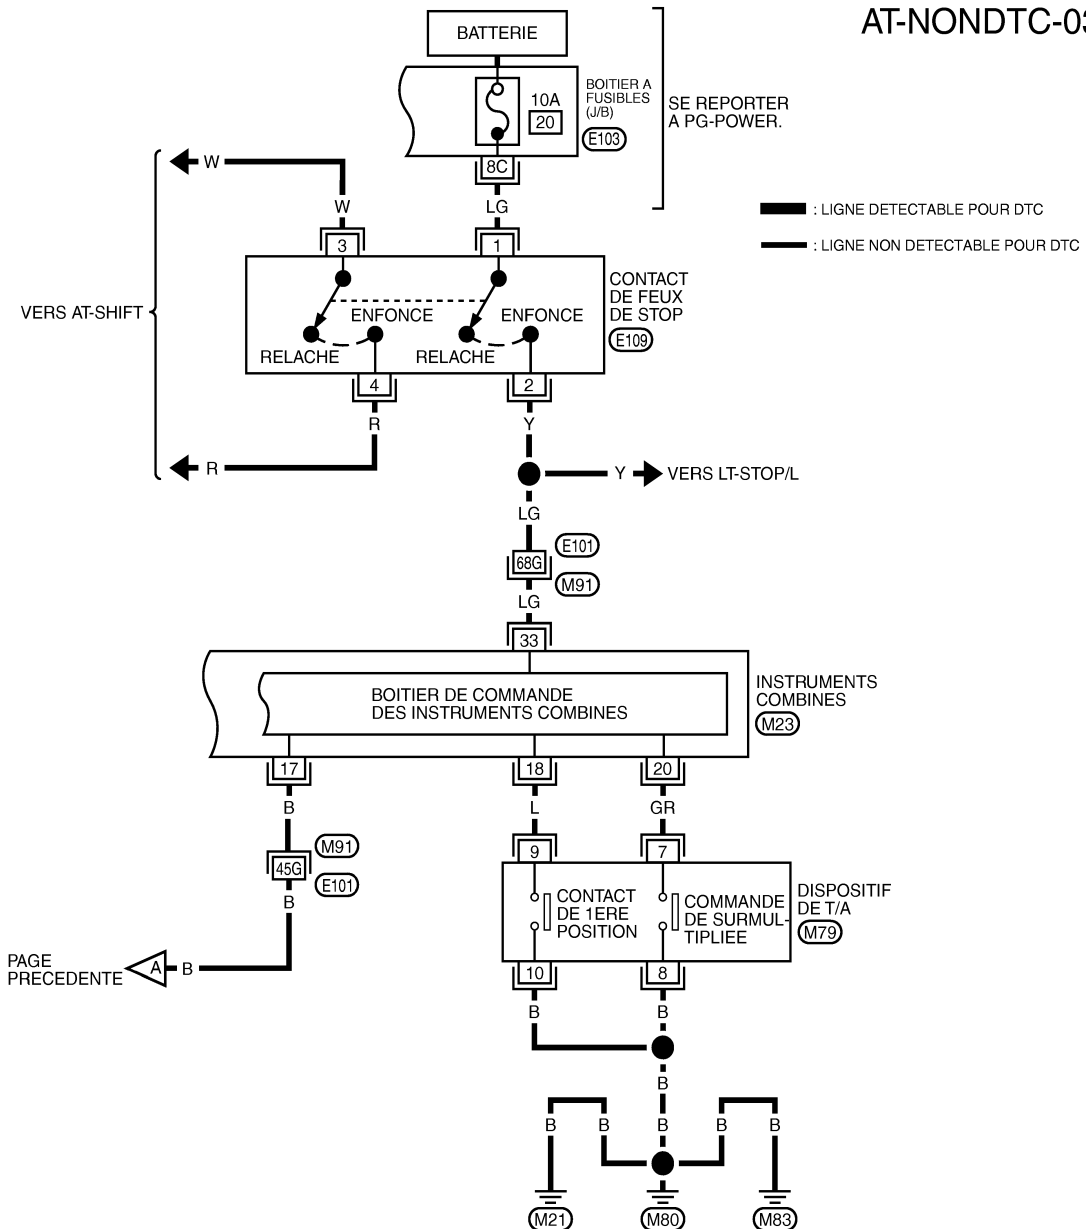 AT-NONDTC-03
BATTERIE
BOITIER A
FUSIBLES
(J/B)
E103
10A
20
8C
SE REPORTER
A PG-POWER.
W
W
LG
: LIGNE DETECTABLE POUR DTC
: LIGNE NON DETECTABLE POUR DTC
3
1
VERS AT-SHIFT
ENFONCE
ENFONCE
RELACHE
RELACHE
CONTACT
DE FEUX
DE STOP
E109
4
2
R
Y
R
Y
VERS LT-STOP/L
LG
68G
E101
M91
LG
33
BOITIER DE COMMANDE
DES INSTRUMENTS COMBINES
INSTRUMENTS
COMBINES
M23
17
18
20
B
L
GR
M91
45G
E101
B
9
7
CONTACT
DE 1ERE
POSITION
COMMANDE
DE SURMUL-
TIPLIEE
DISPOSITIF
DE T/A
M79
PAGE
PRECEDENTE
A
B
10
8
B
B
B
B
B
B
B
B
M21
M80
M83